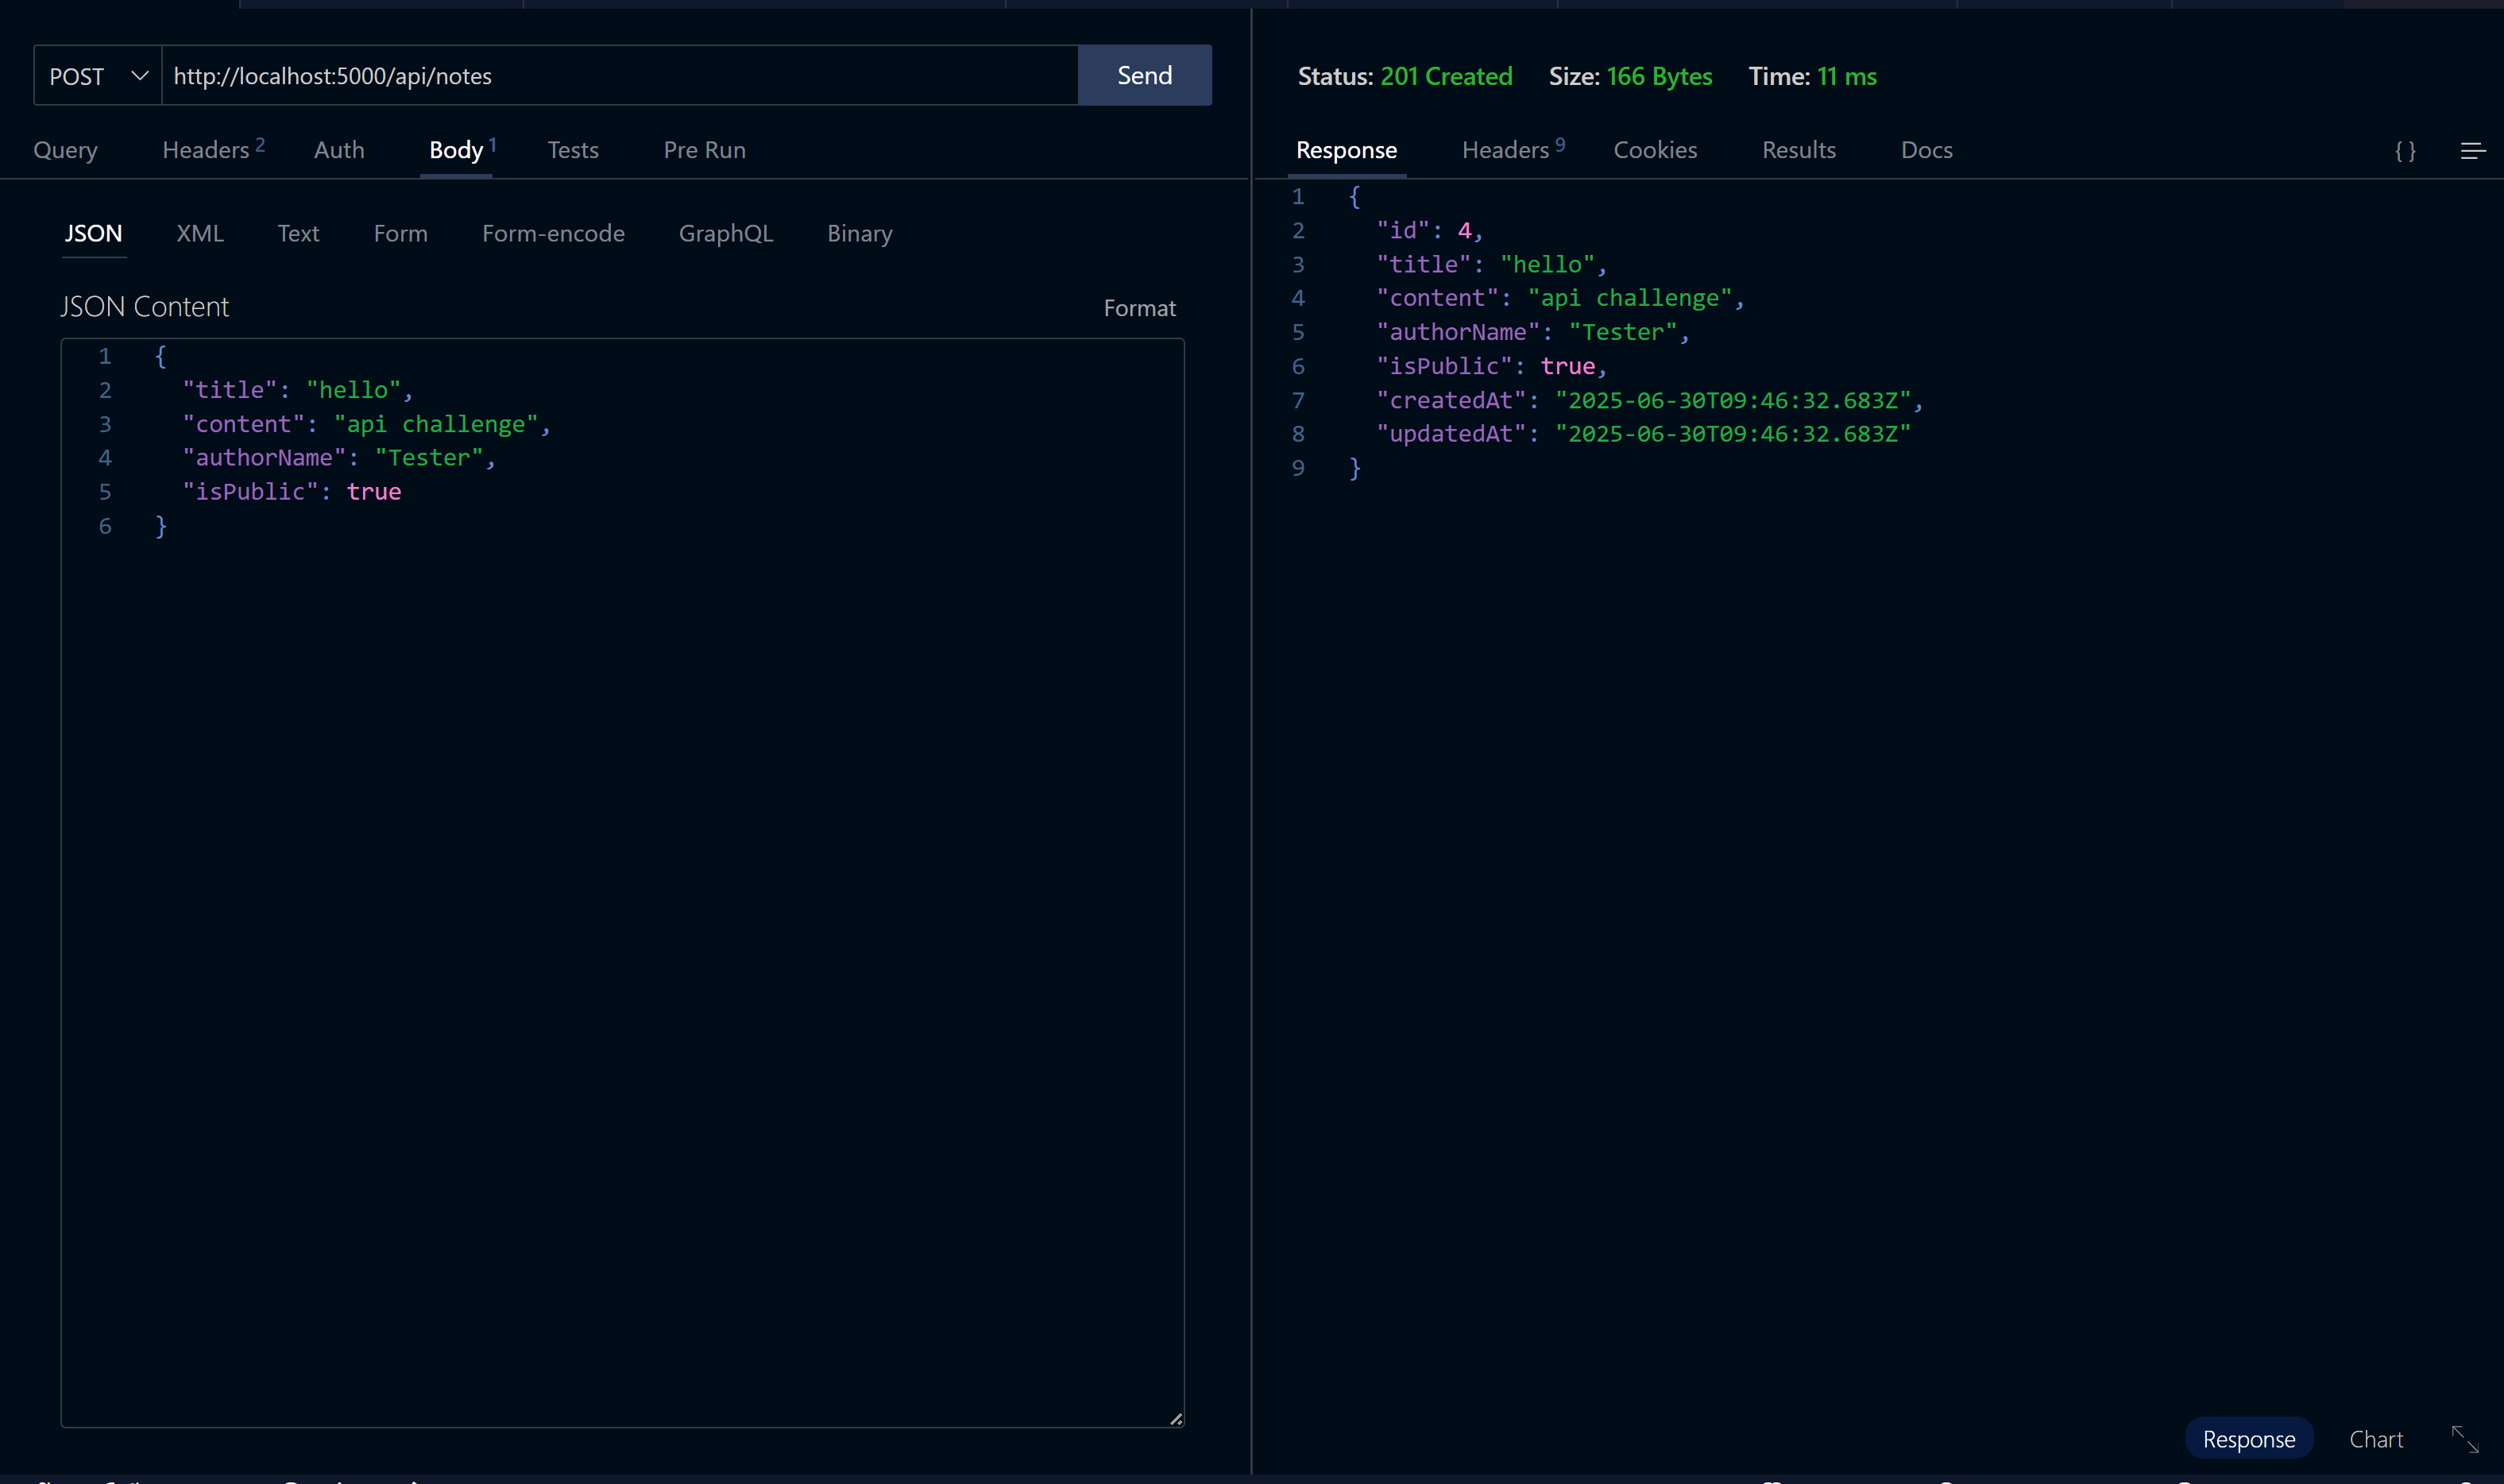 POST http://localhost:5000/api/notes Send
Query Headers 2 Auth Body 1 Tests Pre Run
JSON XML Text Form Form-encode GraphQL Binary
JSON Content Format
1 {
2 "title": "hello",
3 "content": "api challenge",
4 "authorName": "Tester",
5 "isPublic": true
6 }
Status: 201 Created Size: 166 Bytes Time: 11 ms
Response Headers 9 Cookies Results Docs { }
1 {
2 "id": 4,
3 "title": "hello",
4 "content": "api challenge",
5 "authorName": "Tester",
6 "isPublic": true,
7 "createdAt": "2025-06-30T09:46:32.683Z",
8 "updatedAt": "2025-06-30T09:46:32.683Z"
9 }
Response Chart